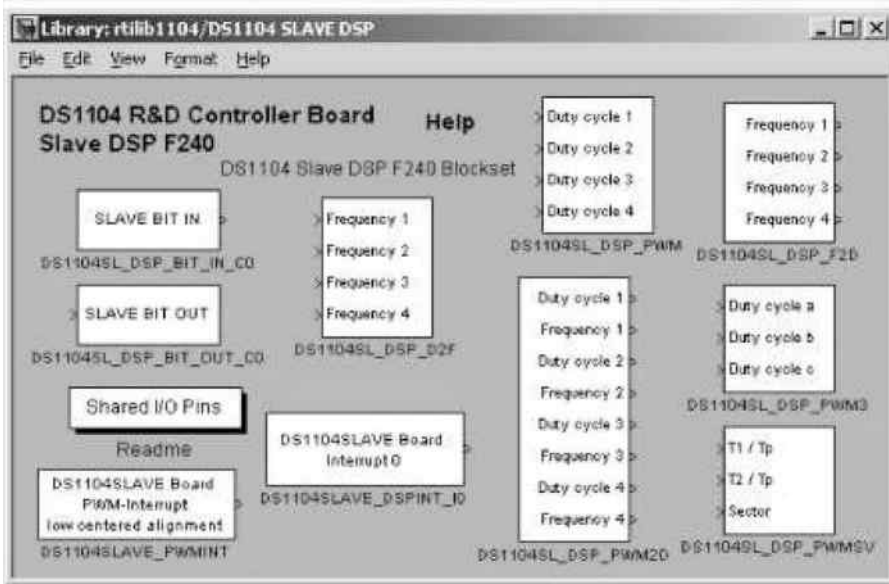 Library: rtilib1104/DS1104 SLAVE DSP
File Edit View Format Help
DS1104 R&D Controller Board
Slave DSP F240
Help
DS1104 Slave DSP F240 Blockset
SLAVE BIT IN
DS1104SL_DSP_BIT_IN_C0
SLAVE BIT OUT
DS1104SL_DSP_BIT_OUT_C0
Shared I/O Pins
Readme
DS1104SLAVE Board
PWM-Interrupt
low centered alignment
DS1104SLAVE_PWMINT
Frequency 1
Frequency 2
Frequency 3
Frequency 4
DS1104SL_DSP_D2F
DS1104SLAVE Board
Interrupt 0
DS1104SLAVE_DSPINT_I0
Duty cycle 1
Duty cycle 2
Duty cycle 3
Duty cycle 4
DS1104SL_DSP_PWM
Duty cycle 1
Frequency 1
Duty cycle 2
Frequency 2
Duty cycle 3
Frequency 3
Duty cycle 4
Frequency 4
DS1104SL_DSP_PWM2D
Frequency 1
Frequency 2
Frequency 3
Frequency 4
DS1104SL_DSP_F2D
Duty cycle a
Duty cycle b
Duty cycle c
DS1104SL_DSP_PWM3
T1 / Tp
T2 / Tp
Sector
DS1104SL_DSP_PWMSV